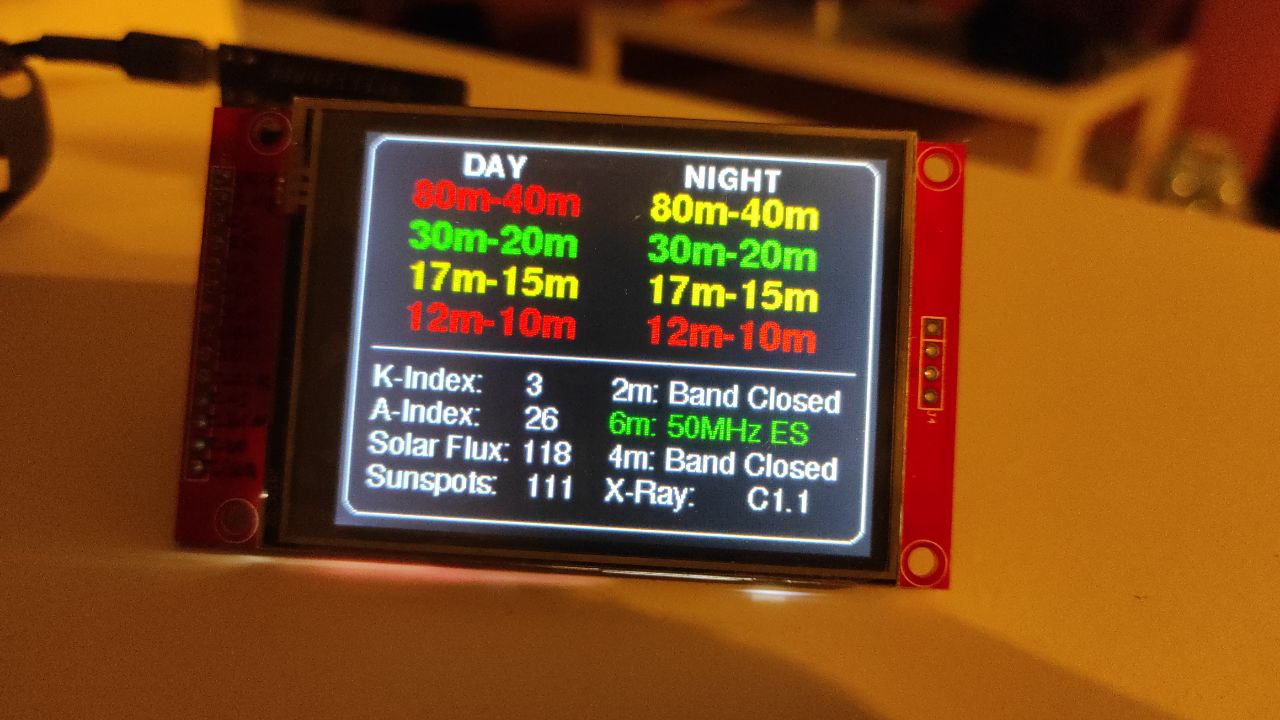 DAY NIGHT
80m-40m 80m-40m
30m-20m 30m-20m
17m-15m 17m-15m
12m-10m 12m-10m
K-Index: 3 2m: Band Closed
A-Index: 26 6m: 50MHz ES
Solar Flux: 118 4m: Band Closed
Sunspots: 111 X-Ray: C1.1
J4